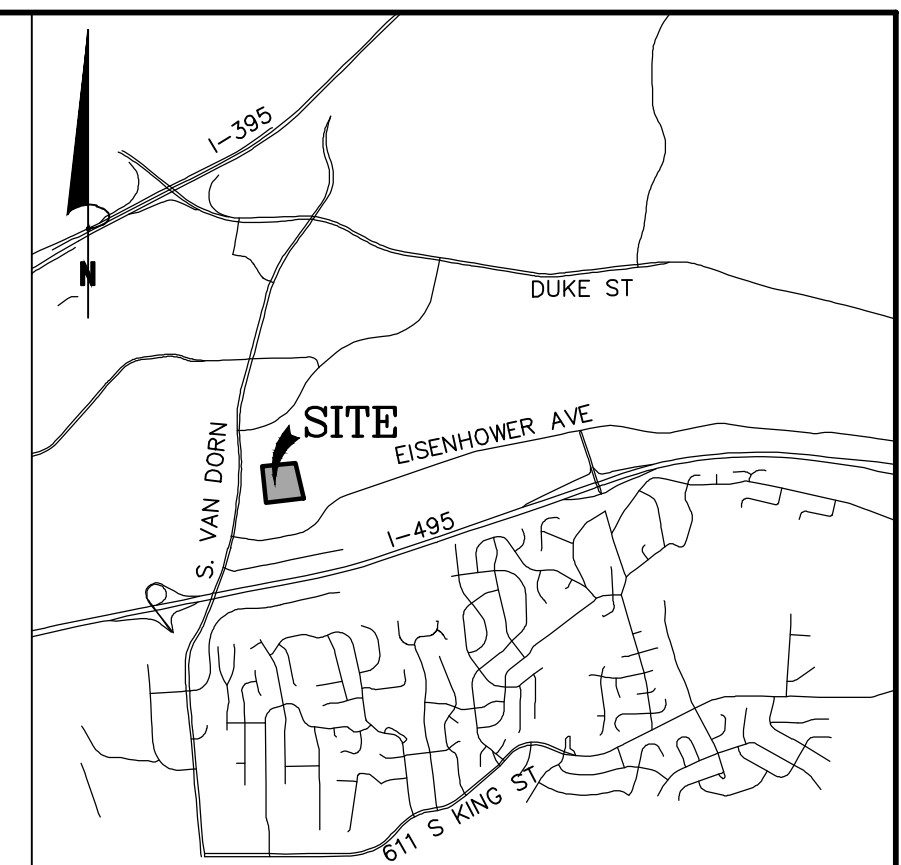 I-395
N
DUKE ST
SITE
EISENHOWER AVE
S. VAN DORN
I-495
611 S KING ST